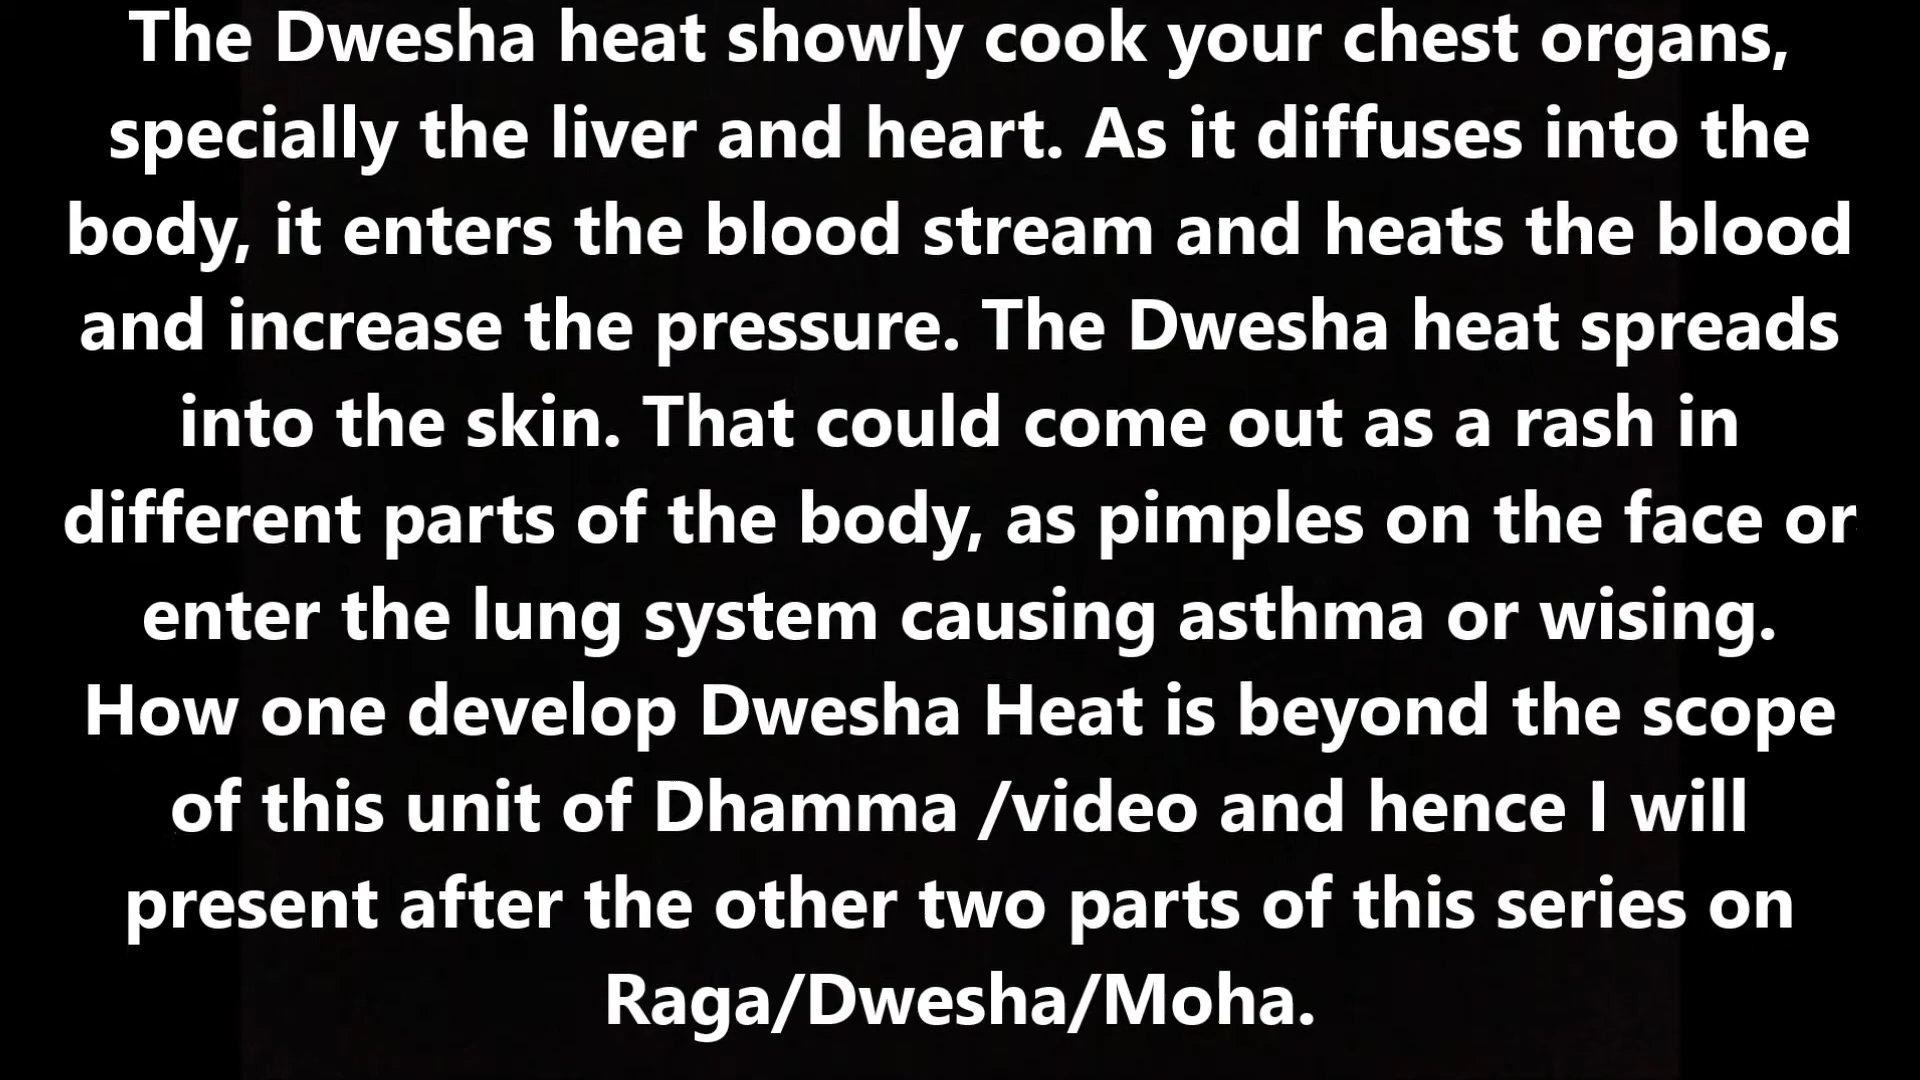 The Dwesha heat showly cook your chest organs,
specially the liver and heart. As it diffuses into the
body, it enters the blood stream and heats the blood
and increase the pressure. The Dwesha heat spreads
into the skin. That could come out as a rash in
different parts of the body, as pimples on the face or
enter the lung system causing asthma or wising.
How one develop Dwesha Heat is beyond the scope
of this unit of Dhamma /video and hence I will
present after the other two parts of this series on
Raga/Dwesha/Moha.